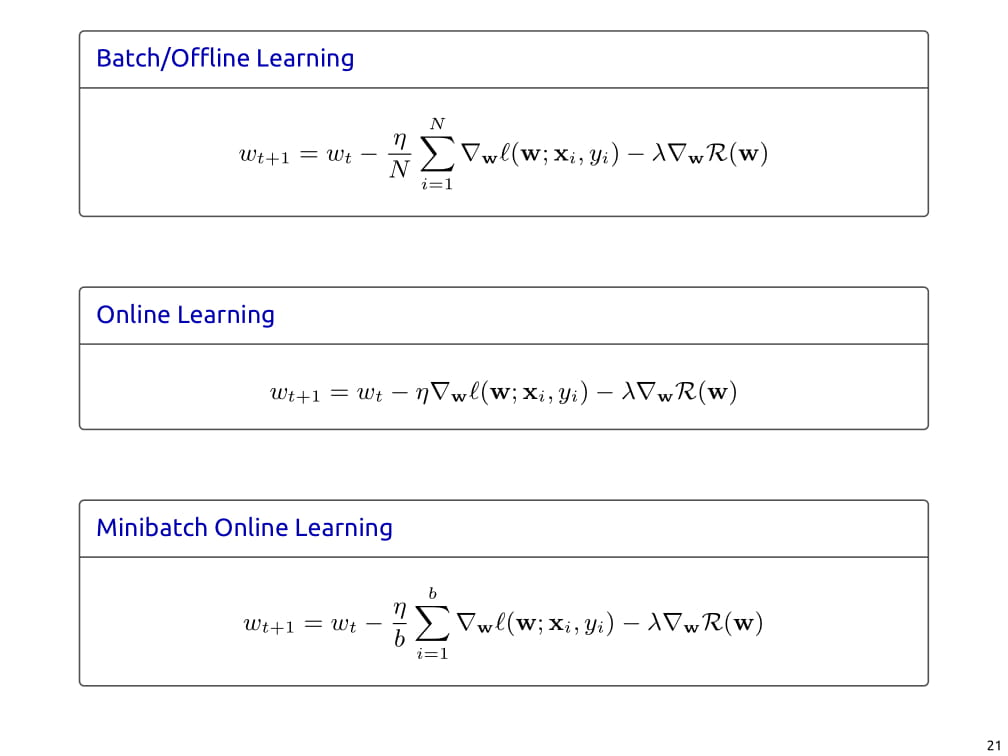 Batch/Offline Learning
$w_{t+1} = w_t - \frac{\eta}{N} \sum_{i=1}^{N} \nabla_{\mathbf{w}} \ell(\mathbf{w}; \mathbf{x}_i, y_i) - \lambda \nabla_{\mathbf{w}} \mathcal{R}(\mathbf{w})$
Online Learning
$w_{t+1} = w_t - \eta \nabla_{\mathbf{w}} \ell(\mathbf{w}; \mathbf{x}_i, y_i) - \lambda \nabla_{\mathbf{w}} \mathcal{R}(\mathbf{w})$
Minibatch Online Learning
$w_{t+1} = w_t - \frac{\eta}{b} \sum_{i=1}^{b} \nabla_{\mathbf{w}} \ell(\mathbf{w}; \mathbf{x}_i, y_i) - \lambda \nabla_{\mathbf{w}} \mathcal{R}(\mathbf{w})$
21